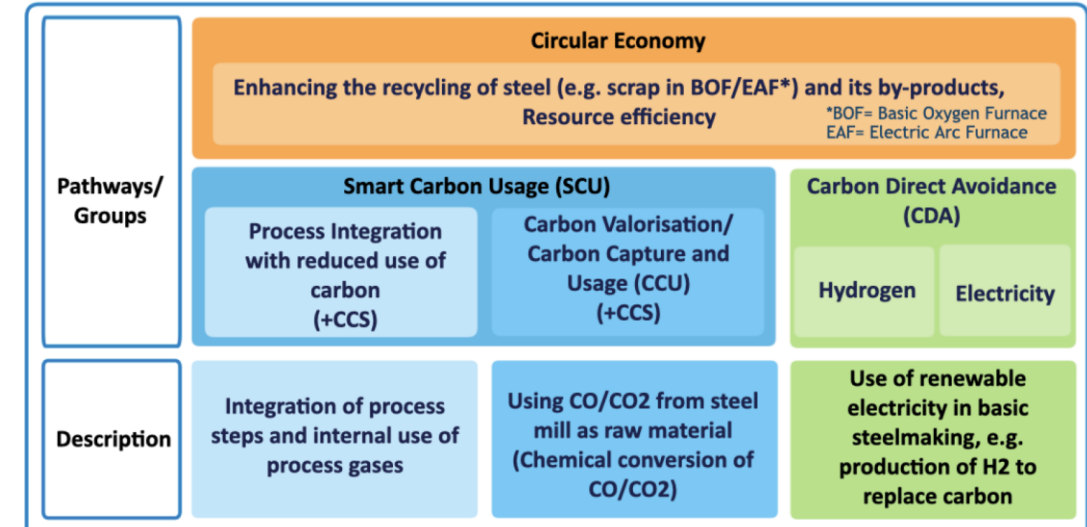 Circular Economy
Enhancing the recycling of steel (e.g. scrap in BOF/EAF*) and its by-products,
Resource efficiency
*BOF= Basic Oxygen Furnace
EAF= Electric Arc Furnace
Pathways/
Groups
Smart Carbon Usage (SCU)
Process Integration
with reduced use of
carbon
(+CCS)
Carbon Valorisation/
Carbon Capture and
Usage (CCU)
(+CCS)
Carbon Direct Avoidance
(CDA)
Hydrogen
Electricity
Description
Integration of process
steps and internal use of
process gases
Using CO/CO2 from steel
mill as raw material
(Chemical conversion of
CO/CO2)
Use of renewable
electricity in basic
steelmaking, e.g.
production of H2 to
replace carbon